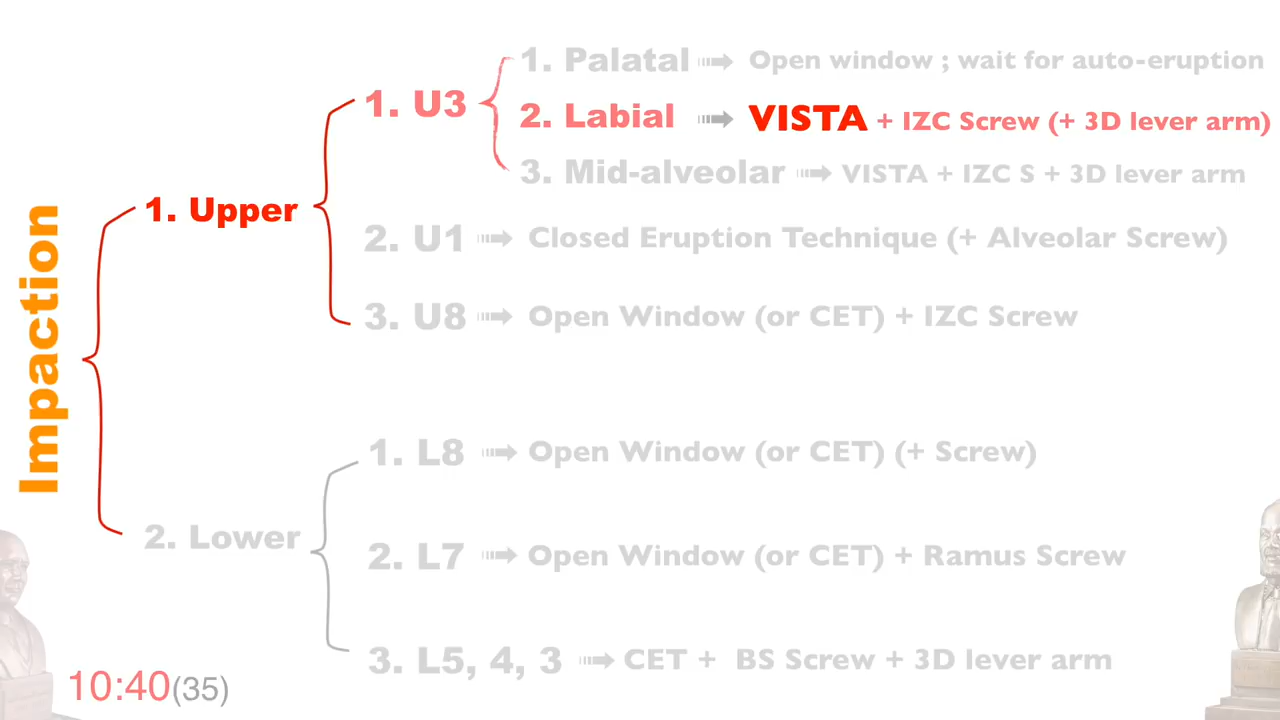 Impaction
1. Upper
1. U3
1. Palatal Open window ; wait for auto-eruption
2. Labial VISTA + IZC Screw (+ 3D lever arm)
3. Mid-alveolar VISTA + IZC S + 3D lever arm
2. U1 Closed Eruption Technique (+ Alveolar Screw)
3. U8 Open Window (or CET) + IZC Screw
2. Lower
1. L8 Open Window (or CET) (+ Screw)
2. L7 Open Window (or CET) + Ramus Screw
3. L5, 4, 3 CET + BS Screw + 3D lever arm
10:40(35)